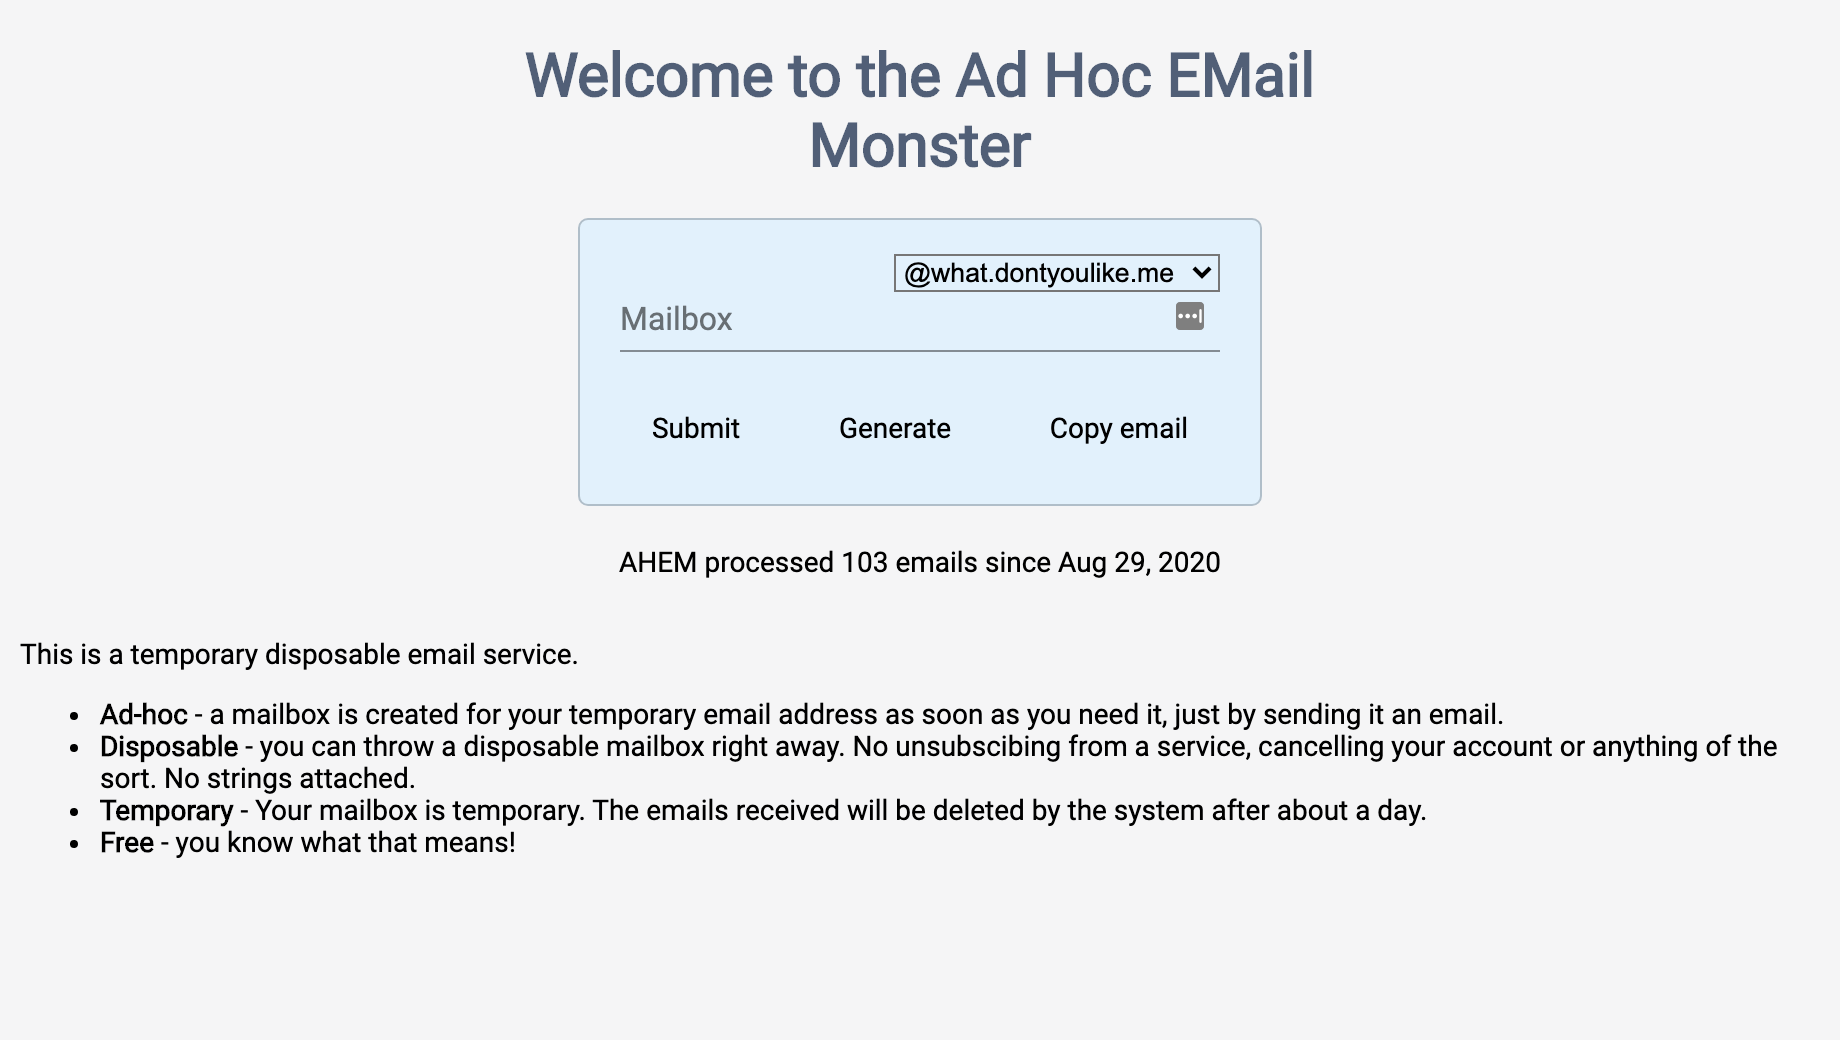 Welcome to the Ad Hoc EMail
Monster
@what.dontyoulike.me
Mailbox
Submit
Generate
Copy email
AHEM processed 103 emails since Aug 29, 2020
This is a temporary disposable email service.
• Ad-hoc - a mailbox is created for your temporary email address as soon as you need it, just by sending it an email.
• Disposable - you can throw a disposable mailbox right away. No unsubscibing from a service, cancelling your account or anything of the
sort. No strings attached.
• Temporary - Your mailbox is temporary. The emails received will be deleted by the system after about a day.
• Free - you know what that means!